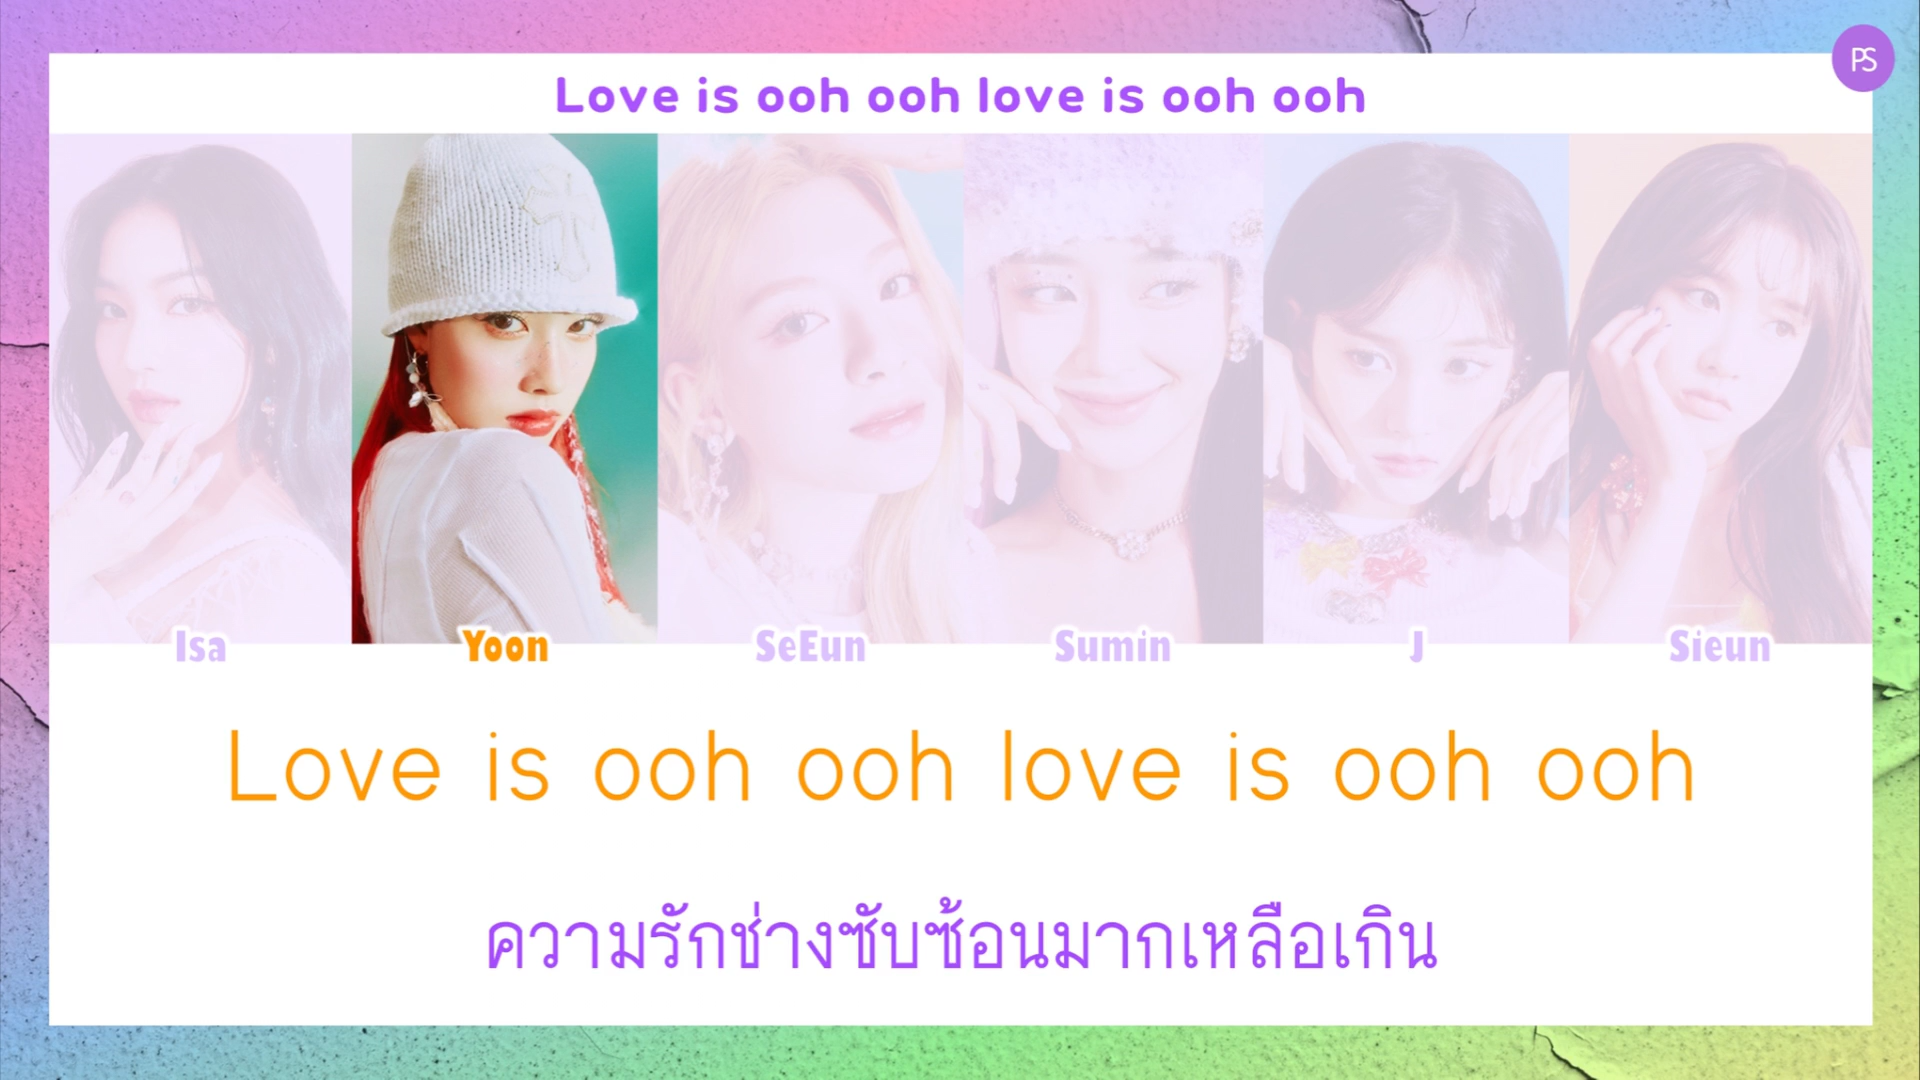 PS
Love is ooh ooh love is ooh ooh
Isa
Yoon
SeEun
Sumin
J
Sieun
Love is ooh ooh love is ooh ooh
ความรักช่างซับซ้อนมากเหลือเกิน